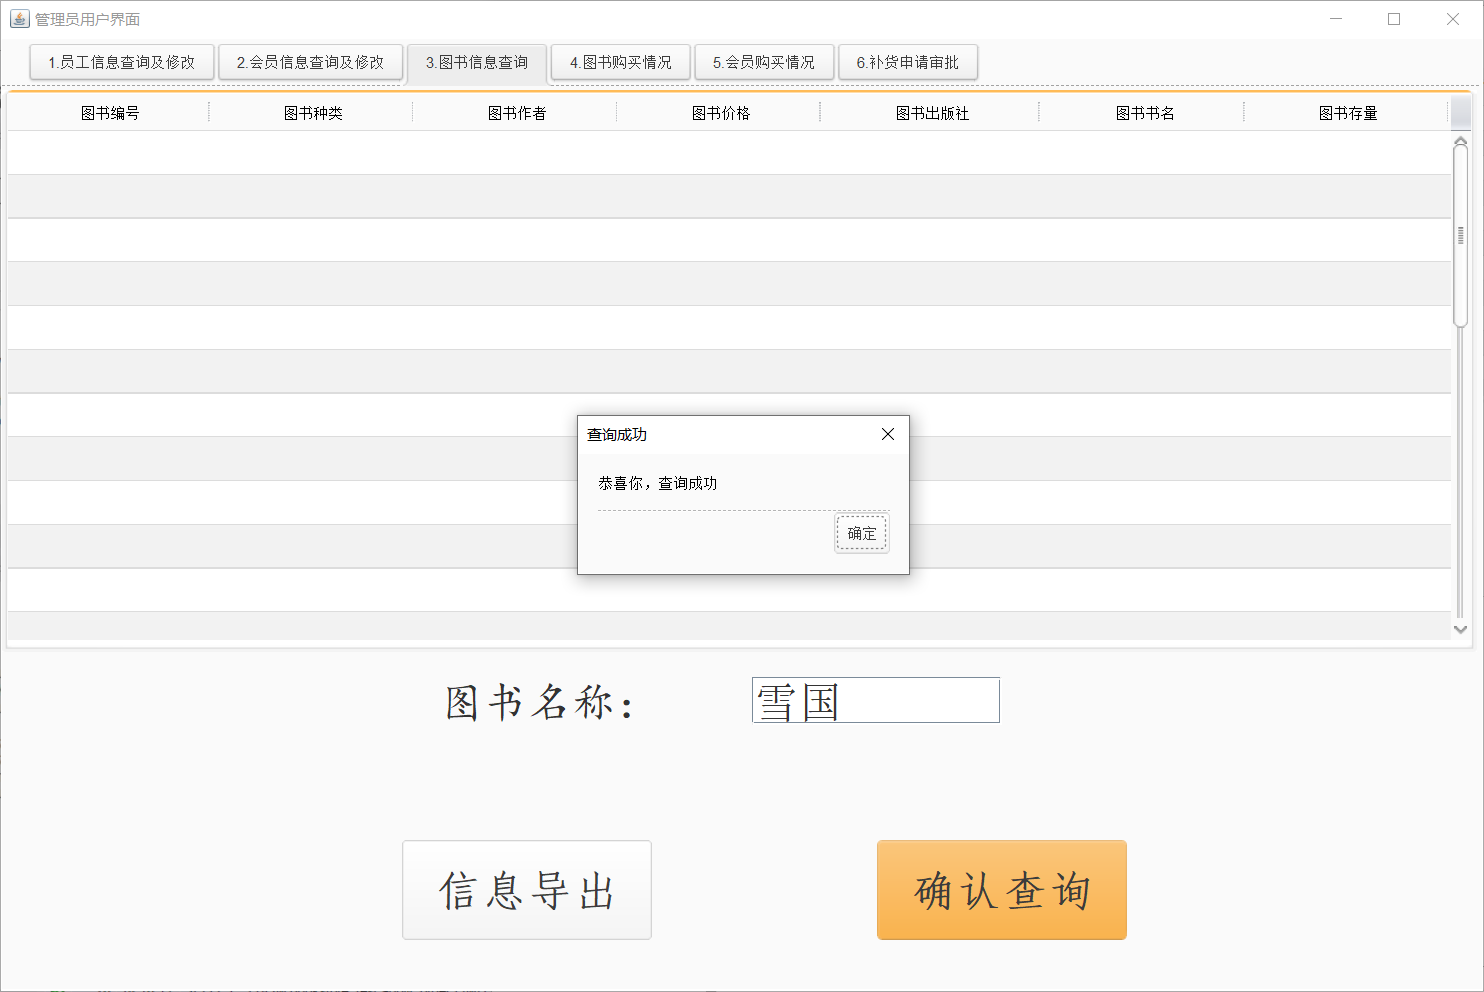 管理员用户界面
1.员工信息查询及修改 2.会员信息查询及修改 3.图书信息查询 4.图书购买情况 5.会员购买情况 6.补货申请审批
图书编号 图书种类 图书作者 图书价格 图书出版社 图书书名 图书存量
查询成功
恭喜你，查询成功
确定
图书名称： 雪国
信息导出 确认查询